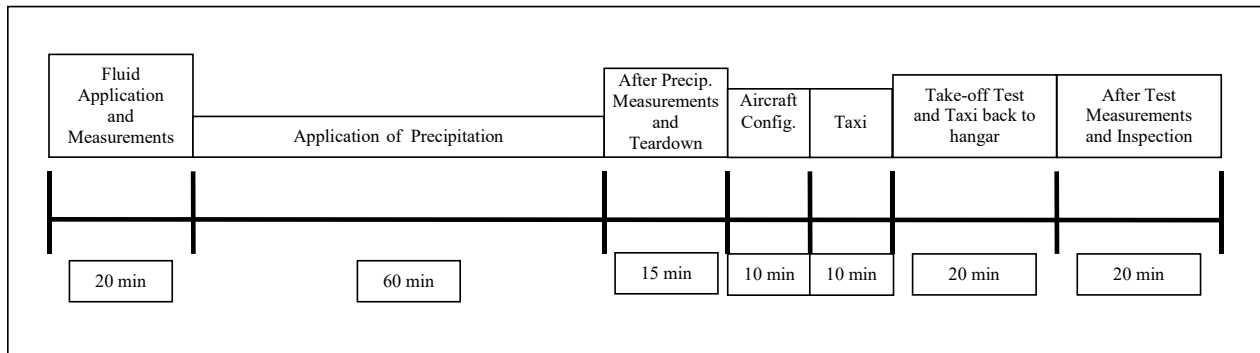 Fluid
Application
and
Measurements
Application of Precipitation
After Precip.
Measurements
and
Teardown
Aircraft
Config.
Taxi
Take-off Test
and Taxi back to
hangar
After Test
Measurements
and Inspection
20 min
60 min
15 min
10 min
10 min
20 min
20 min